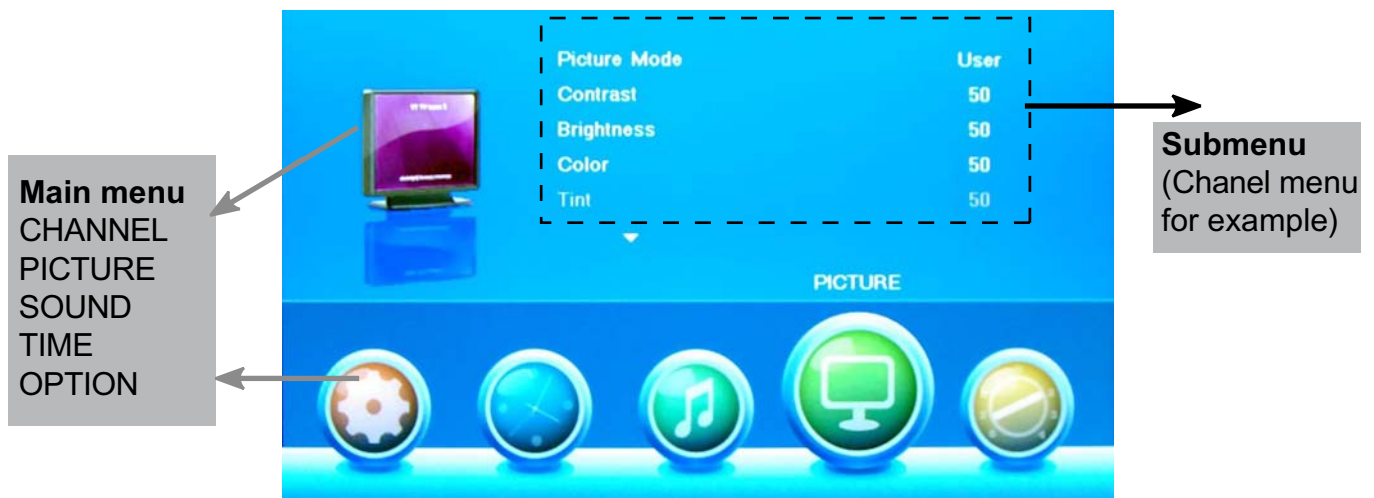 Main menu
CHANNEL
PICTURE
SOUND
TIME
OPTION
Picture Mode User
Contrast 50
Brightness 50
Color 50
Tint 50
PICTURE
Submenu
(Chanel menu
for example)